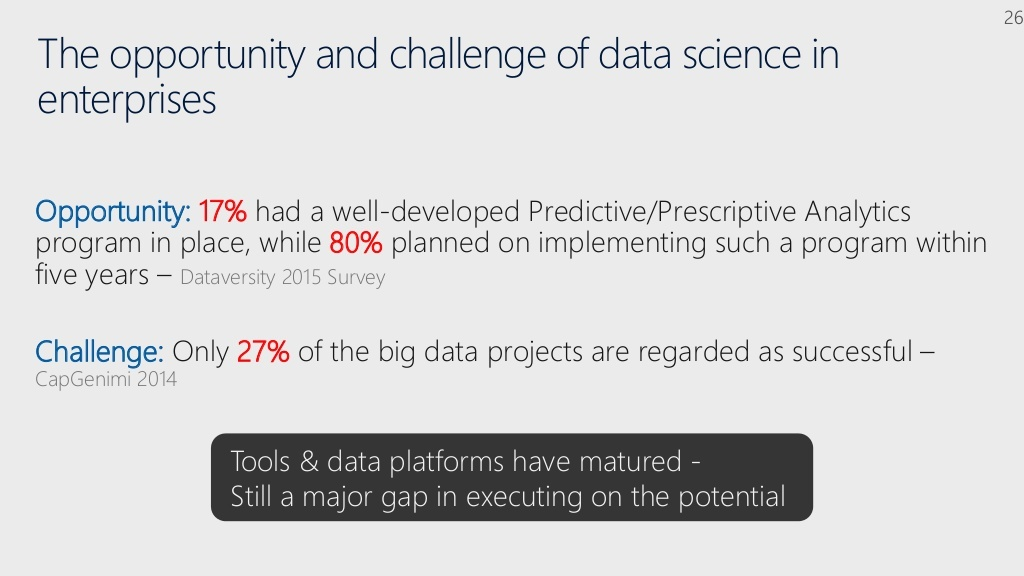 26
The opportunity and challenge of data science in
enterprises
Opportunity: 17% had a well-developed Predictive/Prescriptive Analytics
program in place, while 80% planned on implementing such a program within
five years – Dataversity 2015 Survey
Challenge: Only 27% of the big data projects are regarded as successful –
CapGenimi 2014
Tools & data platforms have matured -
Still a major gap in executing on the potential